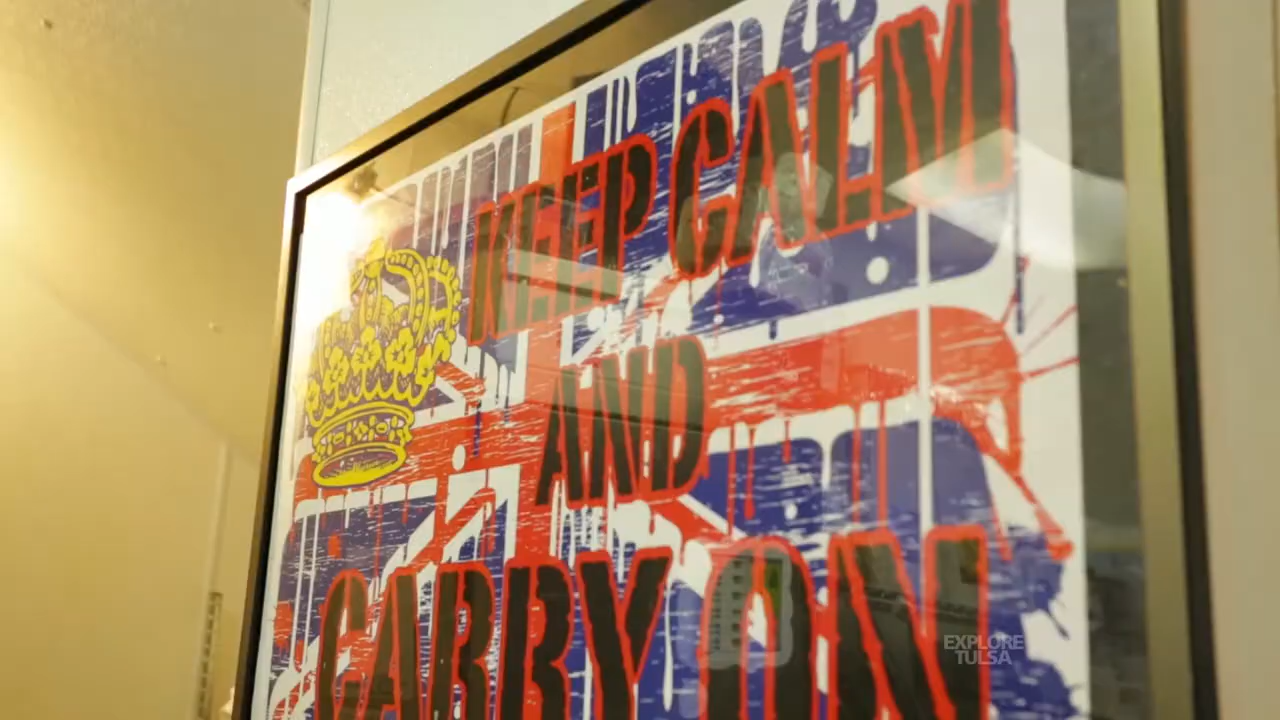 KEEP CALM
AND
CARRY ON
EXPLORE
TULSA